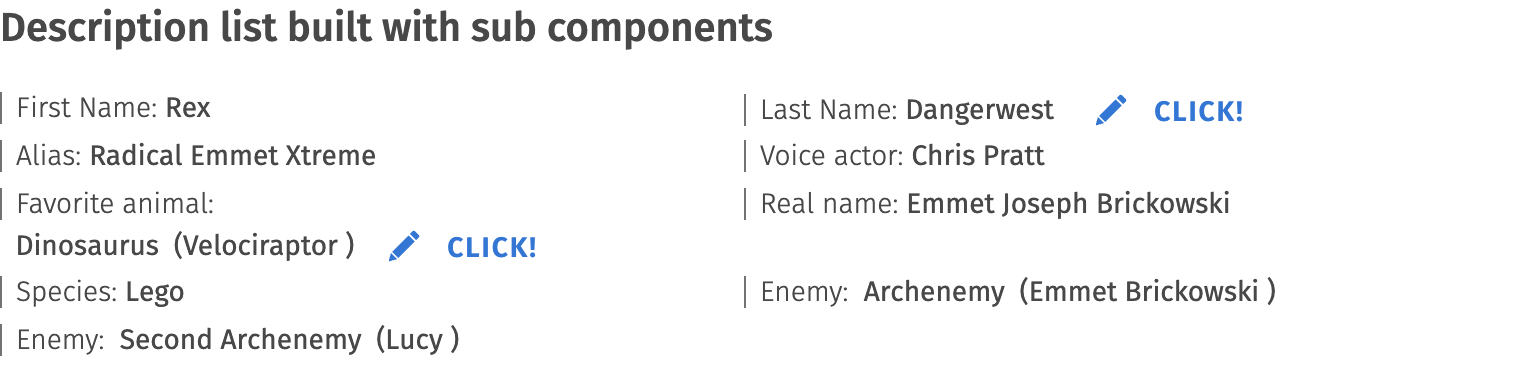 Description list built with sub components
First Name: Rex
Last Name: Dangerwest CLICK!
Alias: Radical Emmet Xtreme
Voice actor: Chris Pratt
Favorite animal:
Dinosaurus (Velociraptor ) CLICK!
Real name: Emmet Joseph Brickowski
Species: Lego
Enemy: Archenemy (Emmet Brickowski )
Enemy: Second Archenemy (Lucy )